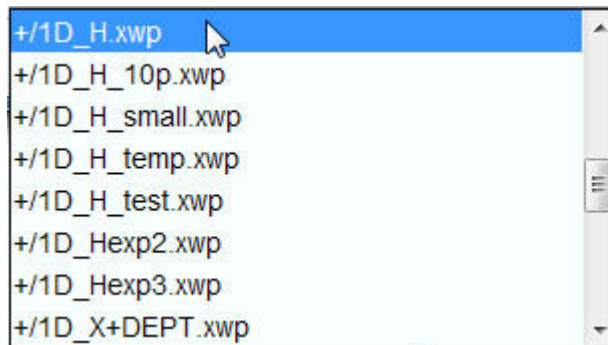 +/1D_H.xwp
+/1D_H_10p.xwp
+/1D_H_small.xwp
+/1D_H_temp.xwp
+/1D_H_test.xwp
+/1D_Hexp2.xwp
+/1D_Hexp3.xwp
+/1D_X+DEPT.xwp